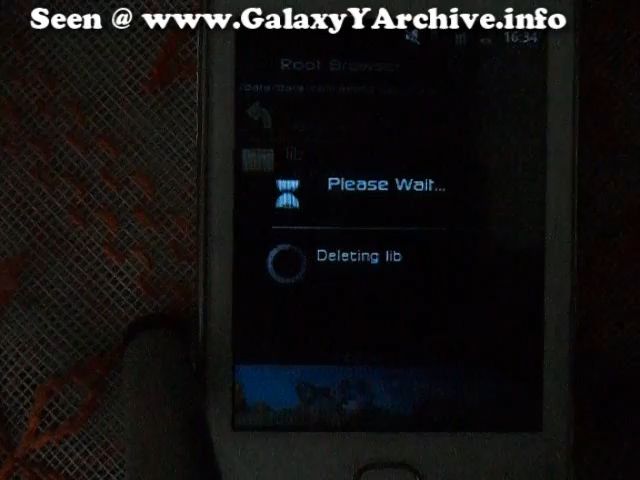 Seen @ www.GalaxyYArchive.info
16:34
Root Browser
lib
Please Wait...
Deleting lib